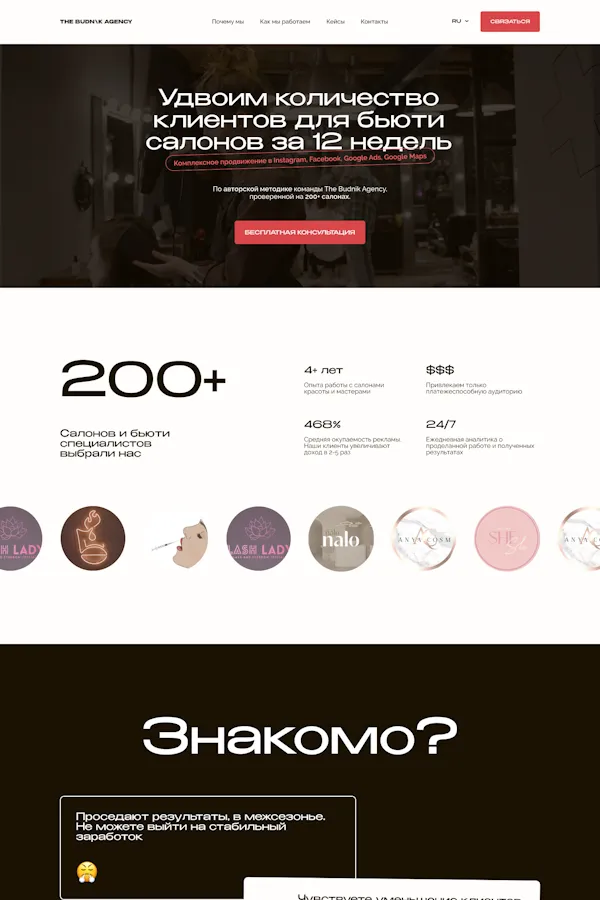 THE BUDNIK AGENCY
Почему мы
Как мы работаем
Кейсы
Контакты
RU
СВЯЗАТЬСЯ
Удвоим количество
клиентов для бьюти
салонов за 12 недель
Комплексное продвижение в Instagram, Facebook, Google Ads, Google Maps
По авторской методике команды The Budnik Agency,
проверенной на 200+ салонах.
БЕСПЛАТНАЯ КОНСУЛЬТАЦИЯ
200+
Салонов и бьюти
специалистов
выбрали нас
4+ лет
Опыта работы с салонами
красоты и мастерами
$$$
Привлекаем только
платежеспособную аудиторию
468%
Средняя окупаемость рекламы.
Наши клиенты увеличивают
доход в 2-5 раз
24/7
Ежедневная аналитика о
проделанной работе и полученных
результатах
SH LADY
LASH LADY
nalo
ANYA COSM
SHE
ANYA COS
Знакомо?
Проседают результаты, в межсезонье.
Не можете выйти на стабильный
заработок
Чувствуете уменьшение клиентов